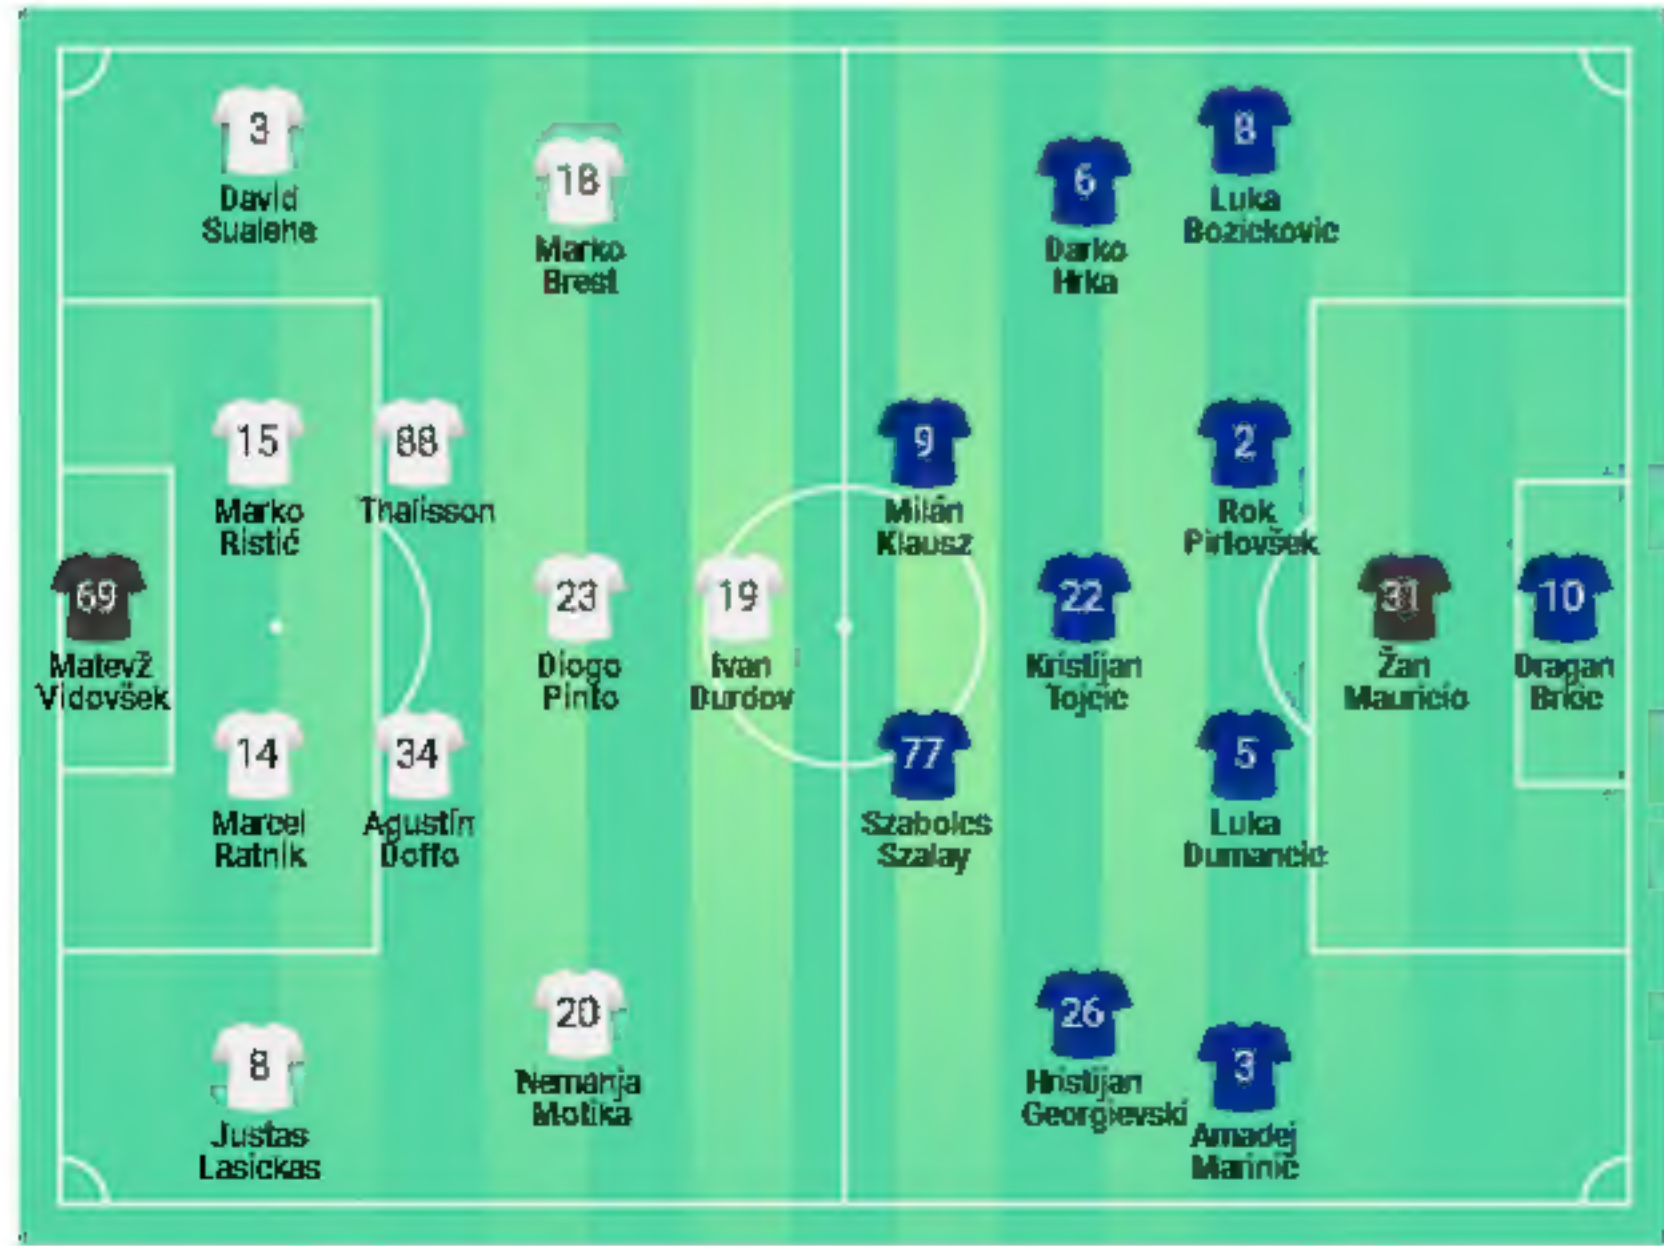 3
David
Sualehe
18
Marko
Brest
15
Marko
Ristić
88
Thalisson
69
Matevž
Vidovšek
23
Diogo
Pinto
19
Ivan
Durdov
14
Marcel
Ratnik
34
Agustín
Doffo
8
Justas
Lasickas
20
Nemanja
Motika
6
Darko
Hrka
8
Luka
Bozickovic
9
Milán
Klausz
2
Rok
Pirtovšek
22
Kristijan
Tojcic
31
Žan
Mauricio
10
Dragan
Brkic
77
Szabolcs
Szalay
5
Luka
Dumancic
26
Hristijan
Georgievski
3
Amadej
Marinič